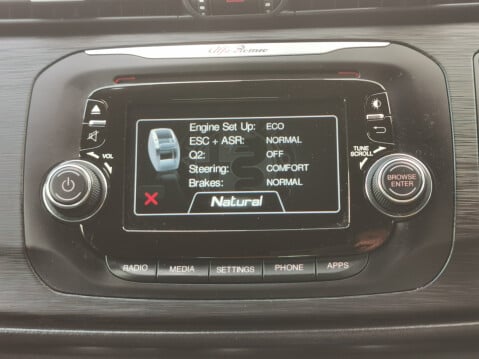 Alfa Romeo
Engine Set Up: ECO
ESC + ASR: NORMAL
Q2: OFF
Steering: COMFORT
Brakes: NORMAL
Natural
VOL
TUNE
SCROLL
BROWSE
ENTER
RADIO
MEDIA
SETTINGS
PHONE
APPS